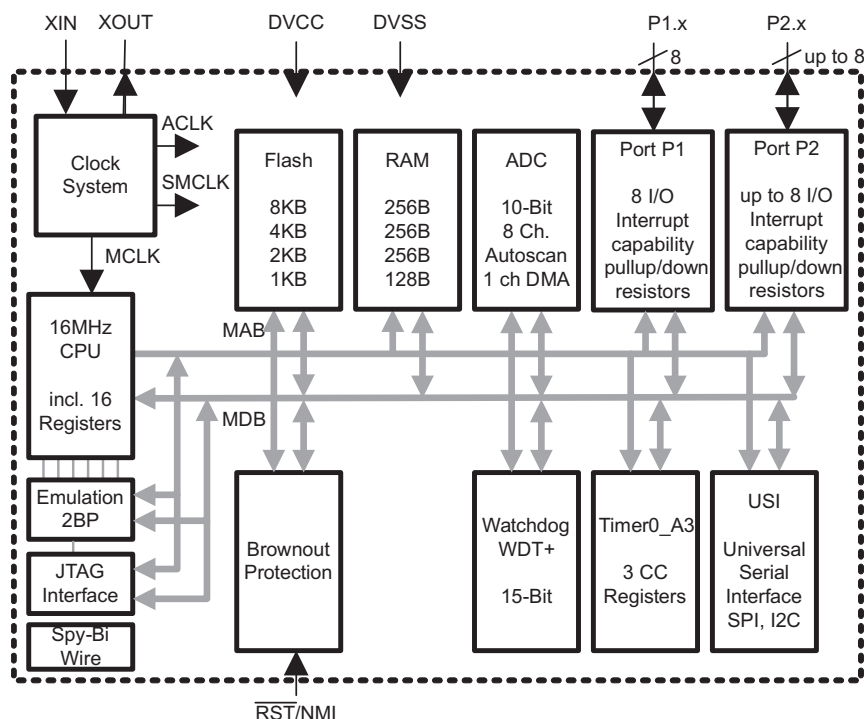 XIN
XOUT
DVCC
DVSS
P1.x
P2.x
8
up to 8
Clock
System
ACLK
SMCLK
MCLK
Flash
8KB
4KB
2KB
1KB
RAM
256B
256B
256B
128B
ADC
10-Bit
8 Ch.
Autoscan
1 ch DMA
Port P1
8 I/O
Interrupt
capability
pullup/down
resistors
Port P2
up to 8 I/O
Interrupt
capability
pullup/down
resistors
16MHz
CPU
incl. 16
Registers
MAB
MDB
Emulation
2BP
JTAG
Interface
Spy-Bi
Wire
Brownout
Protection
Watchdog
WDT+
15-Bit
Timer0_A3
3 CC
Registers
USI
Universal
Serial
Interface
SPI, I2C
RST/NMI